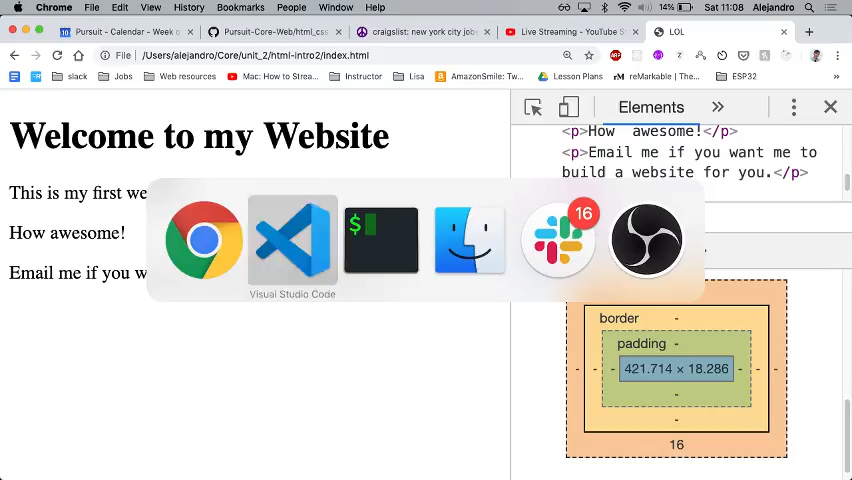 Chrome File Edit View History Bookmarks People Window Help 14% Sat 11:08 Alejandro
Pursuit - Calendar - Week o
Pursuit-Core-Web/html_css
craigslist: new york city jobs
Live Streaming - YouTube S
LOL
File /Users/alejandro/Core/unit_2/html-intro2/index.html
slack Jobs Web resources Mac: How to Strea... Instructor Lisa AmazonSmile: Tw... Lesson Plans rM reMarkable | The... ESP32
Welcome to my Website
This is my first we
How awesome!
Email me if you w
$
16
Visual Studio Code
Elements
<p>How awesome!</p>
<p>Email me if you want me to
build a website for you.</p>
border -
padding -
- - - 421.714 × 18.286 - - -
-
-
16